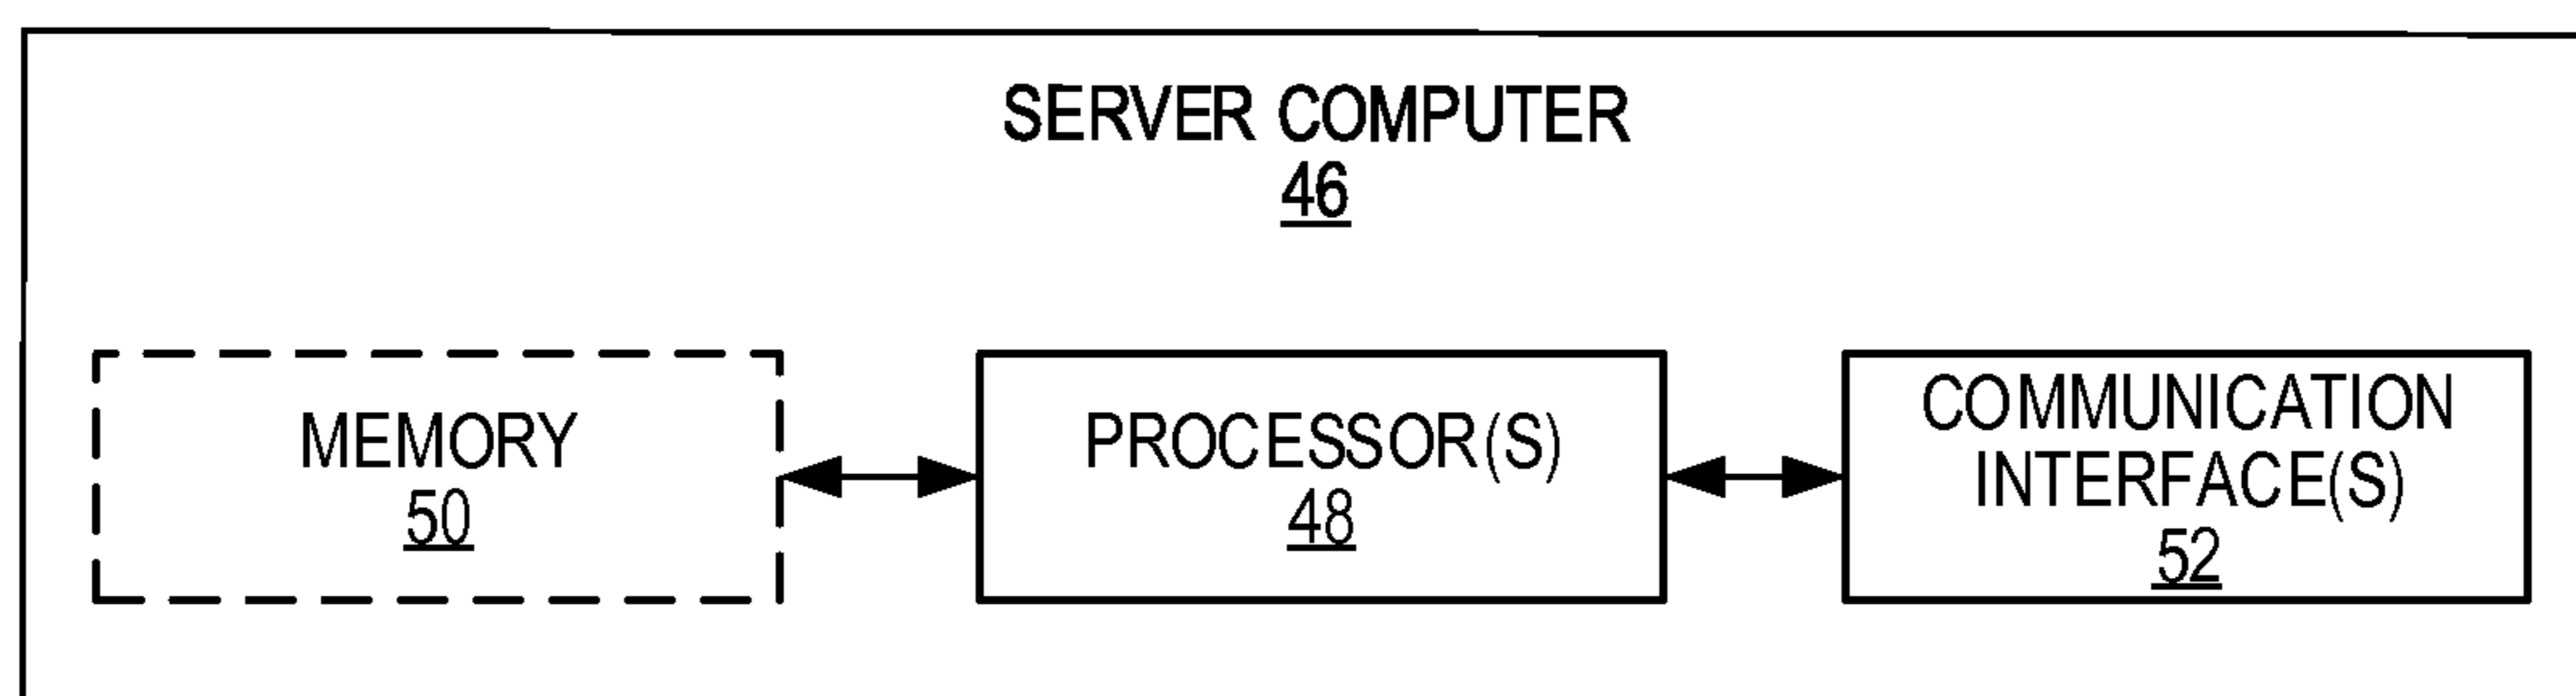 SERVER COMPUTER
46
MEMORY
50
PROCESSOR(S)
48
COMMUNICATION
INTERFACE(S)
52